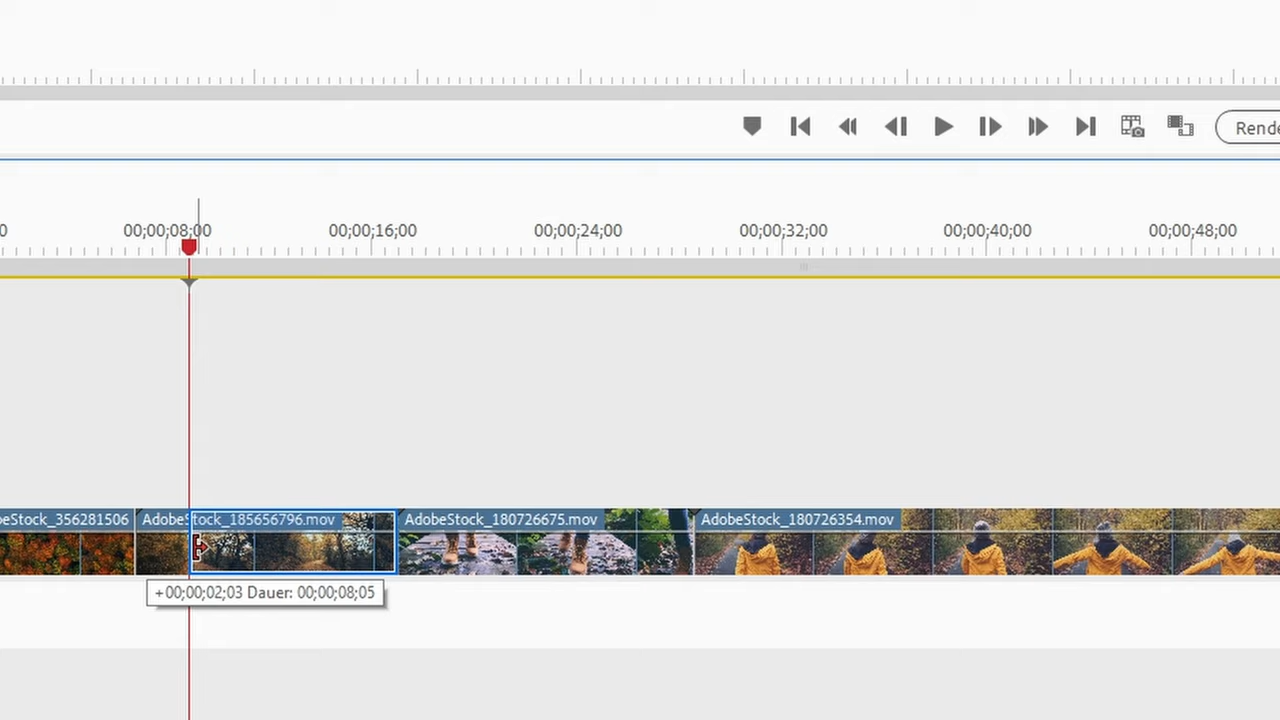 Rende
0 00;00;08;00 00;00;16;00 00;00;24;00 00;00;32;00 00;00;40;00 00;00;48;00
beStock_356281506 AdobeStock_185656796.mov AdobeStock_180726675.mov AdobeStock_180726354.mov
+00;00;02;03 Dauer: 00;00;08;05